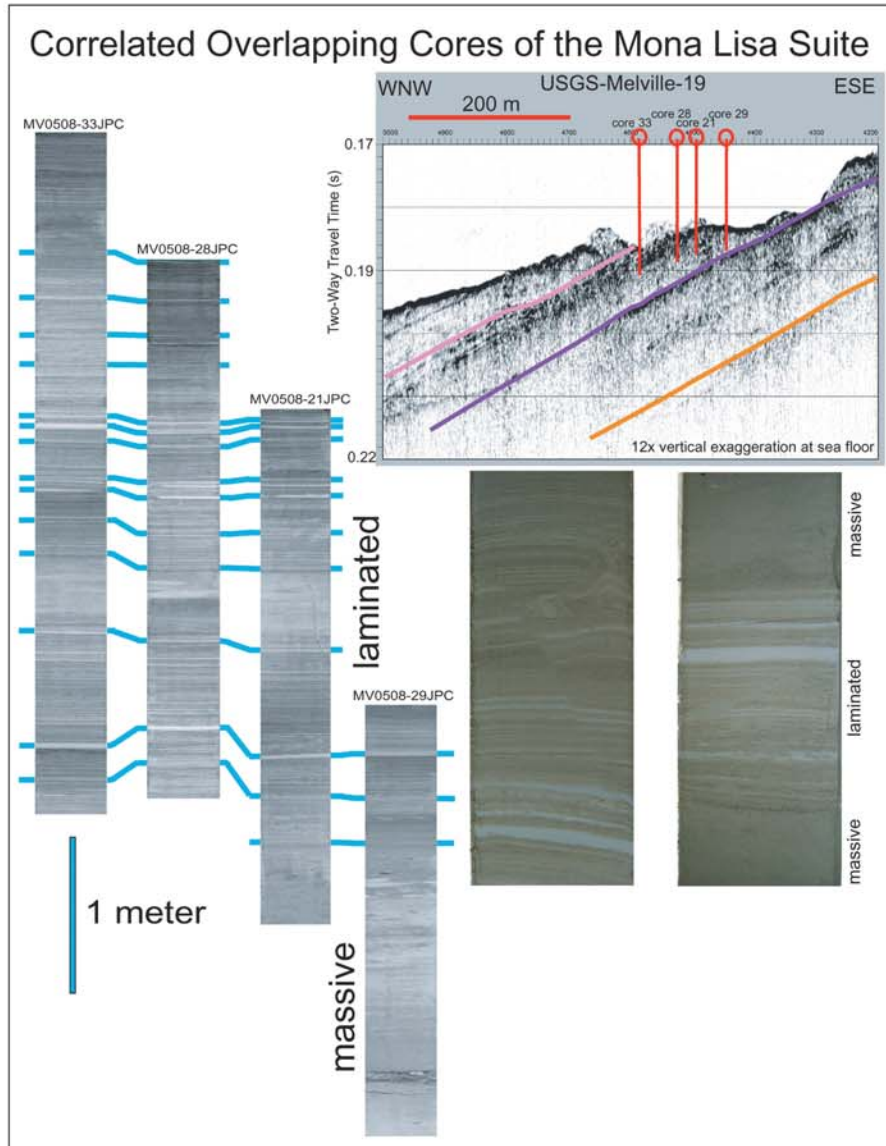 Correlated Overlapping Cores of the Mona Lisa Suite
WNW
USGS-Melville-19
ESE
200 m
core 33
core 28
core 21
core 29
0.17
0.19
0.22
Two-Way Travel Time (s)
12x vertical exaggeration at sea floor
MV0508-33JPC
MV0508-28JPC
MV0508-21JPC
MV0508-29JPC
laminated
massive
1 meter
massive
laminated
massive